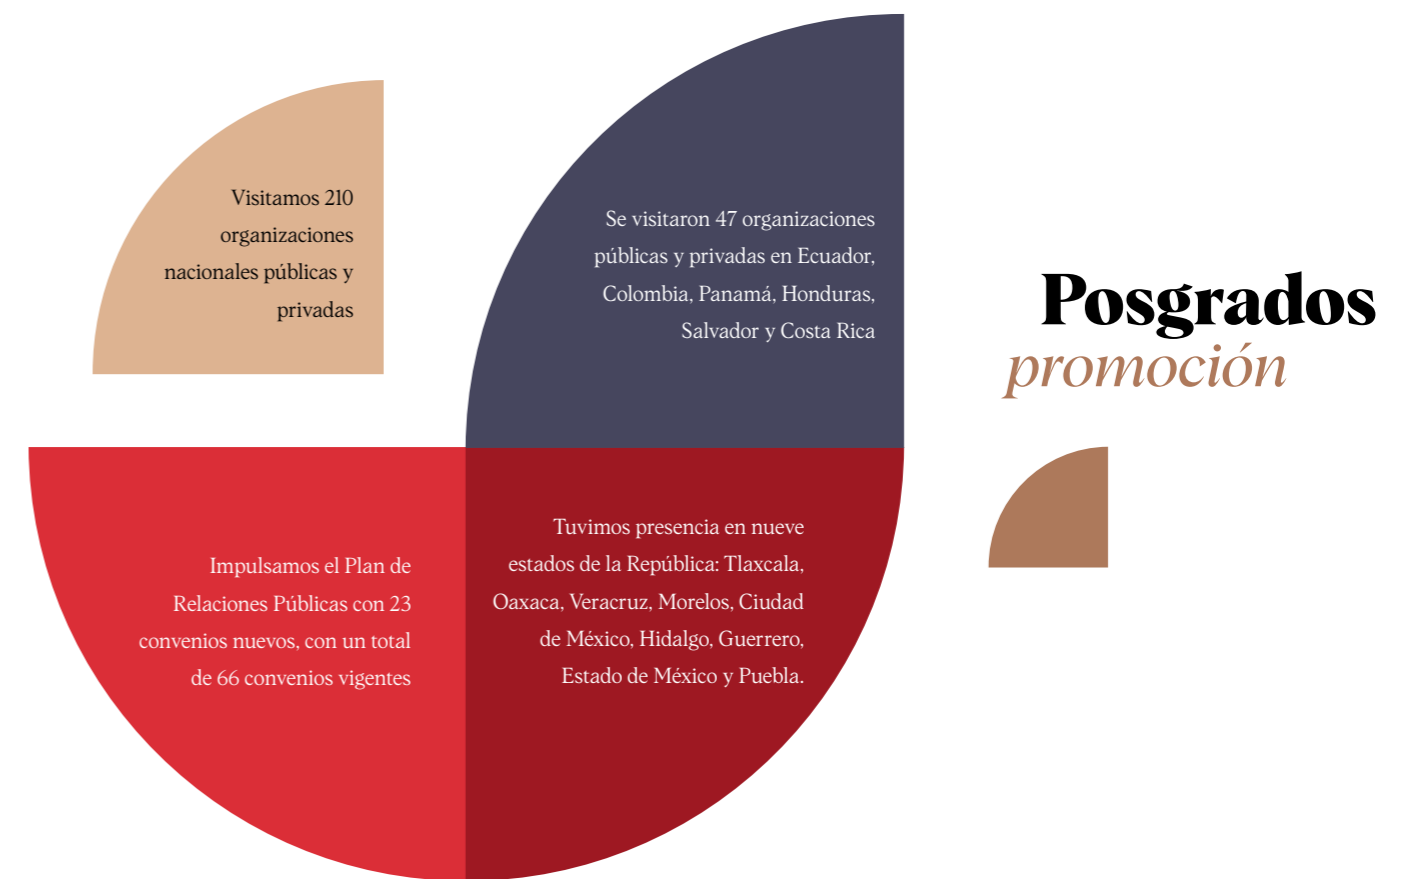 Visitamos 210
organizaciones
nacionales públicas y
privadas
Se visitaron 47 organizaciones
públicas y privadas en Ecuador,
Colombia, Panamá, Honduras,
Salvador y Costa Rica
Posgrados
promoción
Impulsamos el Plan de
Relaciones Públicas con 23
convenios nuevos, con un total
de 66 convenios vigentes
Tuvimos presencia en nueve
estados de la República: Tlaxcala,
Oaxaca, Veracruz, Morelos, Ciudad
de México, Hidalgo, Guerrero,
Estado de México y Puebla.